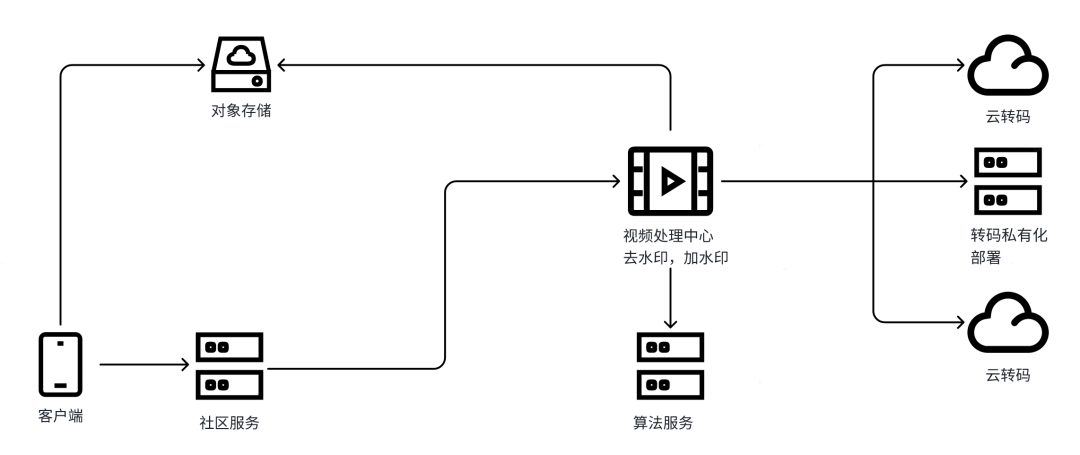 对象存储
云转码
视频处理中心
去水印，加水印
转码私有化
部署
云转码
客户端
社区服务
算法服务